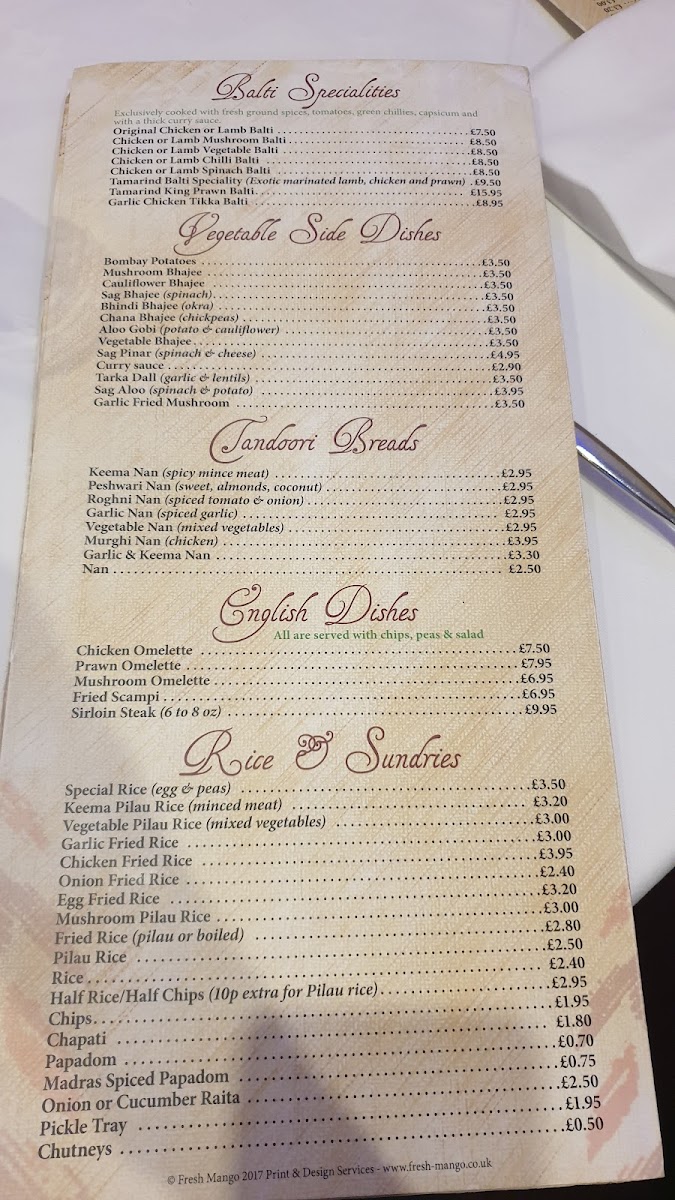 Balti Specialities
Exclusively cooked with fresh ground spices, tomatoes, green chillies, capsicum and
with a thick curry sauce.
Original Chicken or Lamb Balti £7.50
Chicken or Lamb Mushroom Balti £8.50
Chicken or Lamb Vegetable Balti £8.50
Chicken or Lamb Chilli Balti £8.50
Chicken or Lamb Spinach Balti £8.50
Tamarind Balti Speciality (Exotic marinated lamb, chicken and prawn) £9.50
Tamarind King Prawn Balti £15.95
Garlic Chicken Tikka Balti £8.95
Vegetable Side Dishes
Bombay Potatoes £3.50
Mushroom Bhajee £3.50
Cauliflower Bhajee £3.50
Sag Bhajee (spinach) £3.50
Bhindi Bhajee (okra) £3.50
Chana Bhajee (chickpeas) £3.50
Aloo Gobi (potato & cauliflower) £3.50
Vegetable Bhajee £3.50
Sag Pinar (spinach & cheese) £4.95
Curry sauce £2.90
Tarka Dall (garlic & lentils) £3.50
Sag Aloo (spinach & potato) £3.95
Garlic Fried Mushroom £3.50
Tandoori Breads
Keema Nan (spicy mince meat) £2.95
Peshwari Nan (sweet, almonds, coconut) £2.95
Roghni Nan (spiced tomato & onion) £2.95
Garlic Nan (spiced garlic) £2.95
Vegetable Nan (mixed vegetables) £2.95
Murghi Nan (chicken) £3.95
Garlic & Keema Nan £3.30
Nan £2.50
English Dishes
All are served with chips, peas & salad
Chicken Omelette £7.50
Prawn Omelette £7.95
Mushroom Omelette £6.95
Fried Scampi £6.95
Sirloin Steak (6 to 8 oz) £9.95
Rice & Sundries
Special Rice (egg & peas) £3.50
Keema Pilau Rice (minced meat) £3.20
Vegetable Pilau Rice (mixed vegetables) £3.00
Garlic Fried Rice £3.00
Chicken Fried Rice £3.95
Onion Fried Rice £2.40
Egg Fried Rice £3.20
Mushroom Pilau Rice £3.00
Fried Rice (pilau or boiled) £2.80
Pilau Rice £2.50
Rice £2.40
Half Rice/Half Chips (10p extra for Pilau rice) £2.95
Chips £1.95
Chapati £1.80
Papadom £0.70
Madras Spiced Papadom £0.75
Onion or Cucumber Raita £2.50
Pickle Tray £1.95
Chutneys £0.50
© Fresh Mango 2017 Print & Design Services - www.fresh-mango.co.uk